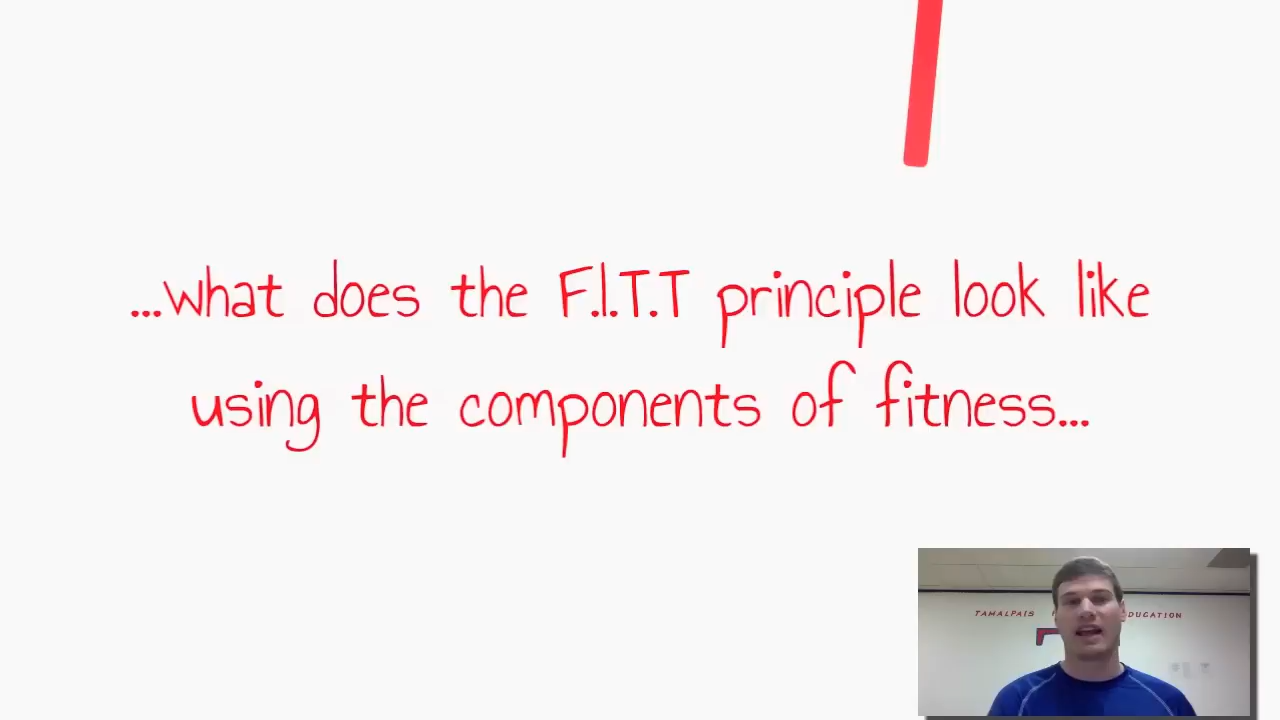 ...what does the F.I.T.T principle look like
using the components of fitness...
TAMALPAIS
EDUCATION